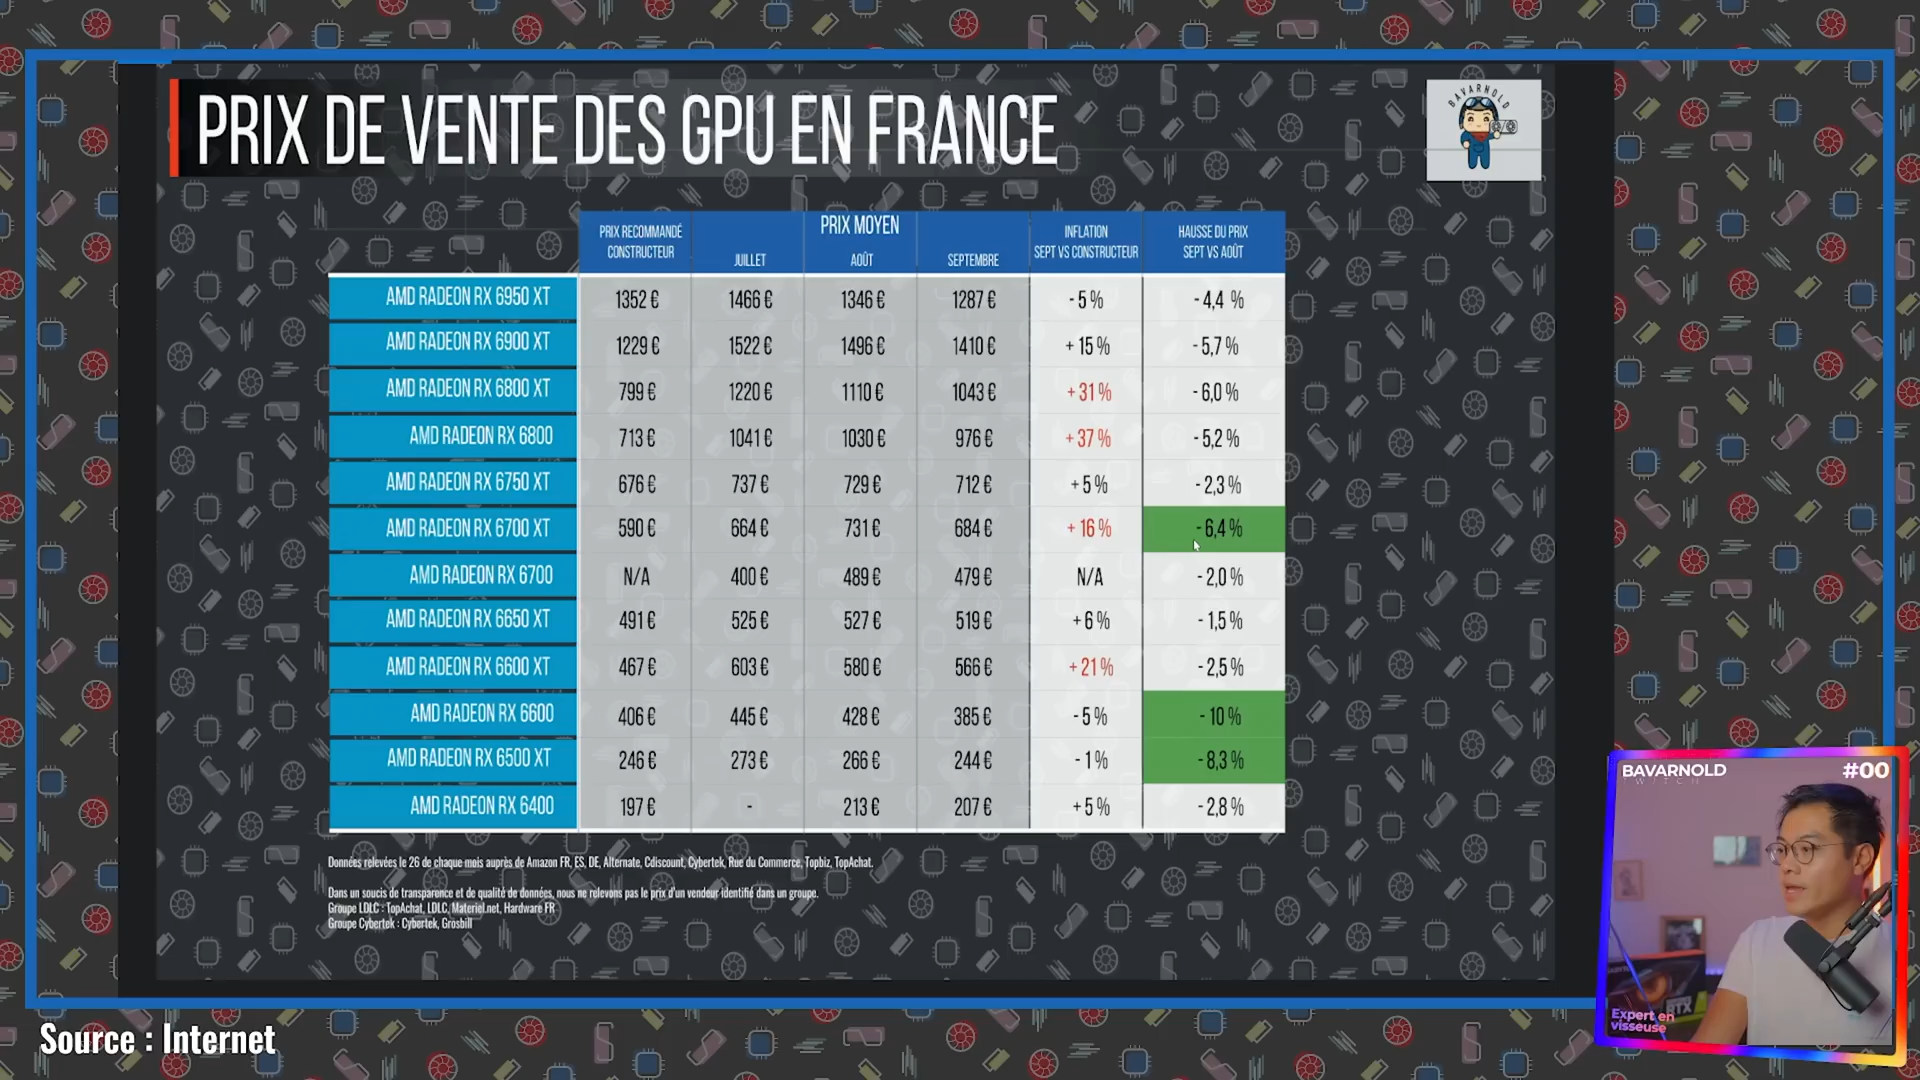 PRIX DE VENTE DES GPU EN FRANCE
BAVARNOLD
PRIX RECOMMANDÉ CONSTRUCTEUR
PRIX MOYEN
JUILLET AOÛT SEPTEMBRE
INFLATION SEPT VS CONSTRUCTEUR
HAUSSE DU PRIX SEPT VS AOÛT
AMD RADEON RX 6950 XT 1352 € 1466 € 1346 € 1287 € - 5 % - 4,4 %
AMD RADEON RX 6900 XT 1229 € 1522 € 1496 € 1410 € + 15 % - 5,7 %
AMD RADEON RX 6800 XT 799 € 1220 € 1110 € 1043 € + 31 % - 6,0 %
AMD RADEON RX 6800 713 € 1041 € 1030 € 976 € + 37 % - 5,2 %
AMD RADEON RX 6750 XT 676 € 737 € 729 € 712 € + 5 % - 2,3 %
AMD RADEON RX 6700 XT 590 € 664 € 731 € 684 € + 16 % - 6,4 %
AMD RADEON RX 6700 N/A 400 € 489 € 479 € N/A - 2,0 %
AMD RADEON RX 6650 XT 491 € 525 € 527 € 519 € + 6 % - 1,5 %
AMD RADEON RX 6600 XT 467 € 603 € 580 € 566 € + 21 % - 2,5 %
AMD RADEON RX 6600 406 € 445 € 428 € 385 € - 5 % - 10 %
AMD RADEON RX 6500 XT 246 € 273 € 266 € 244 € - 1 % - 8,3 %
AMD RADEON RX 6400 197 € - 213 € 207 € + 5 % - 2,8 %
Données relevées le 26 de chaque mois auprès de Amazon FR, ES, DE, Alternate, Cdiscount, Cybertek, Rue du Commerce, Topbiz, TopAchat.
Dans un soucis de transparence et de qualité de données, nous ne relevons pas le prix d'un vendeur identifié dans un groupe.
Groupe LDLC : TopAchat, LDLC, Materiel.net, Hardware FR
Groupe Cybertek : Cybertek, Grosbill
BAVARNOLD #00
TWITCH
RTX
Expert en
visseuse
Source : Internet